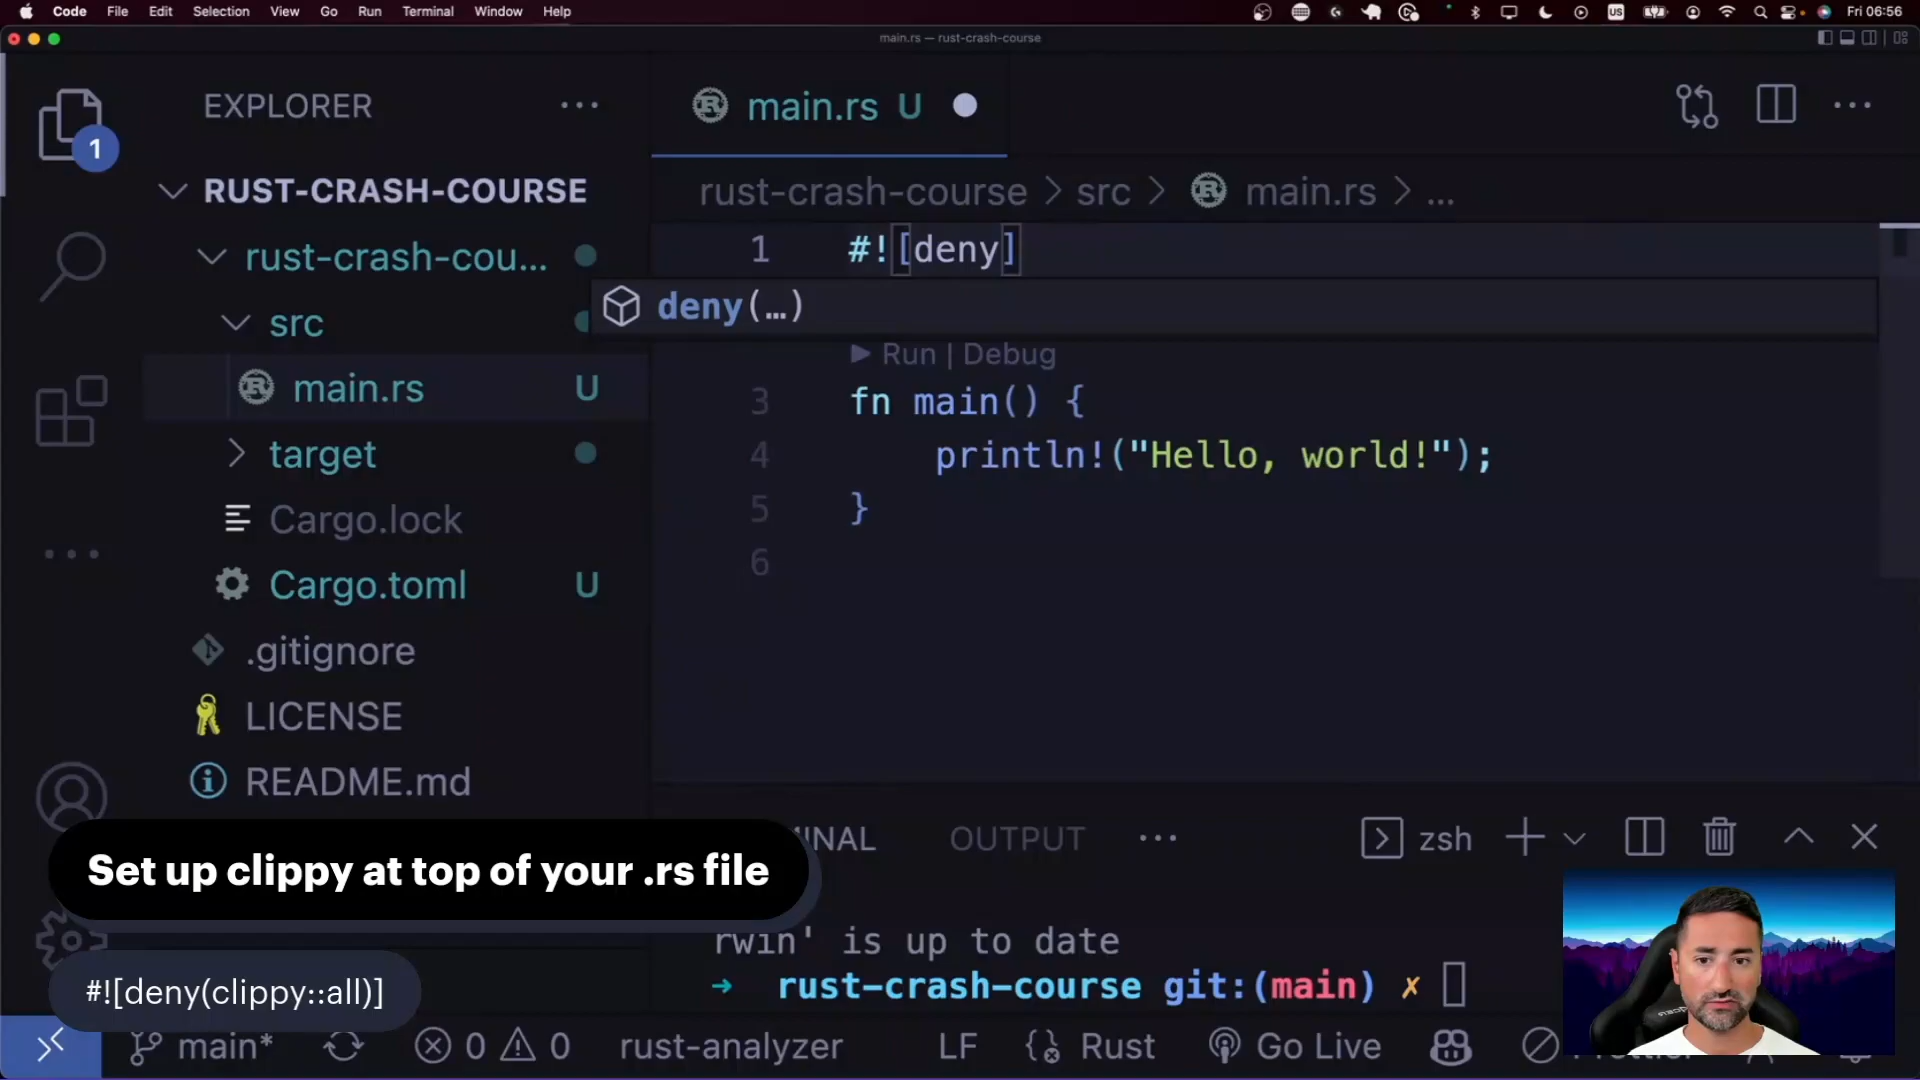 Code File Edit Selection View Go Run Terminal Window Help
US
Fri 06:56
main.rs — rust-crash-course
EXPLORER
1
main.rs U
RUST-CRASH-COURSE
rust-crash-course > src > main.rs > ...
rust-crash-cou...
1 #![deny]
deny(…)
src
Run | Debug
main.rs U
3 fn main() {
target
4 println!("Hello, world!");
Cargo.lock
5 }
6
Cargo.toml U
.gitignore
LICENSE
README.md
OUTPUT
zsh
Set up clippy at top of your .rs file
rwin' is up to date
→ rust-crash-course git:(main) ✗
#![deny(clippy::all)]
main* 0 0 rust-analyzer LF Rust Go Live